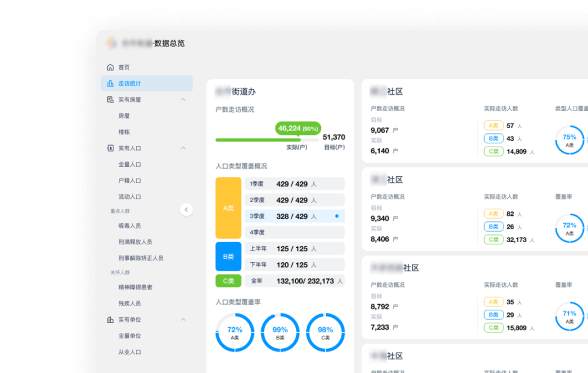 数据总览
首页
走访统计
实有房屋
房屋
楼栋
实有人口
全量人口
户籍人口
流动人口
重点人群
吸毒人员
刑满释放人员
刑事解除矫正人员
关怀人群
精神障碍患者
残疾人员
实有单位
全量单位
从业人口
街道办
户数走访概况
46,224 (90%)
51,370
实际(户) 目标(户)
人口类型覆盖概况
A类
1季度 429 / 429 人
2季度 429 / 429 人
3季度 328 / 429 人
4季度
B类
上半年 125 / 125 人
下半年 120 / 125 人
C类 全年 132,100/ 232,173 人
人口类型覆盖率
72% A类
99% B类
98% C类
社区
户数走访概况 实际走访人数 类型人口覆盖
目标
9,067 户
实际
6,140 户
A类 57 人
B类 43 人
C类 14,809 人
75%
A类
社区
户数走访概况 实际走访人数 覆盖率
目标
9,340 户
实际
8,406 户
A类 82 人
B类 26 人
C类 32,173 人
72%
A类
社区
户数走访概况 实际走访人数 覆盖率
目标
8,792 户
实际
7,233 户
A类 35 人
B类 29 人
C类 15,809 人
71%
A类
社区
户数走访概况 实际走访人数 覆盖率